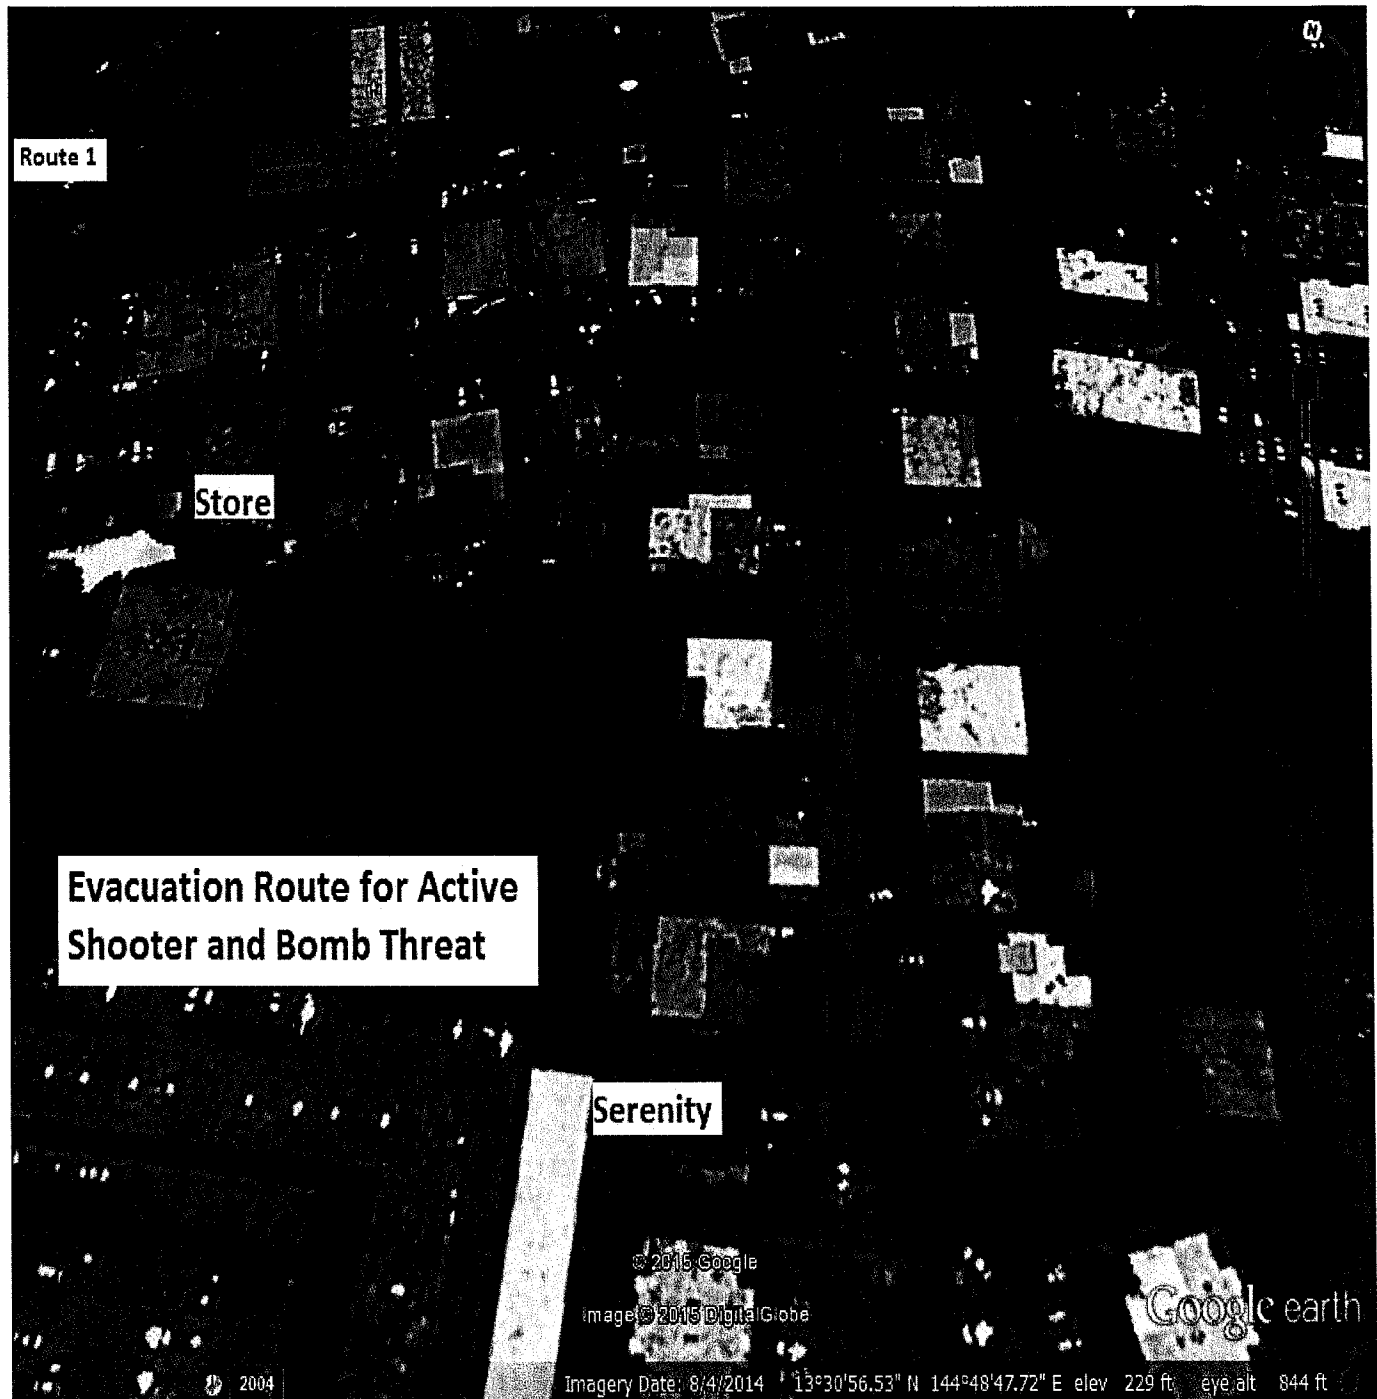 N
Route 1
Store
Evacuation Route for Active
Shooter and Bomb Threat
Serenity
© 2015 Google
Image © 2015 DigitalGlobe
Google earth
2004
Imagery Date: 8/4/2014 13°30'56.53" N 144°48'47.72" E elev 229 ft eye alt 844 ft